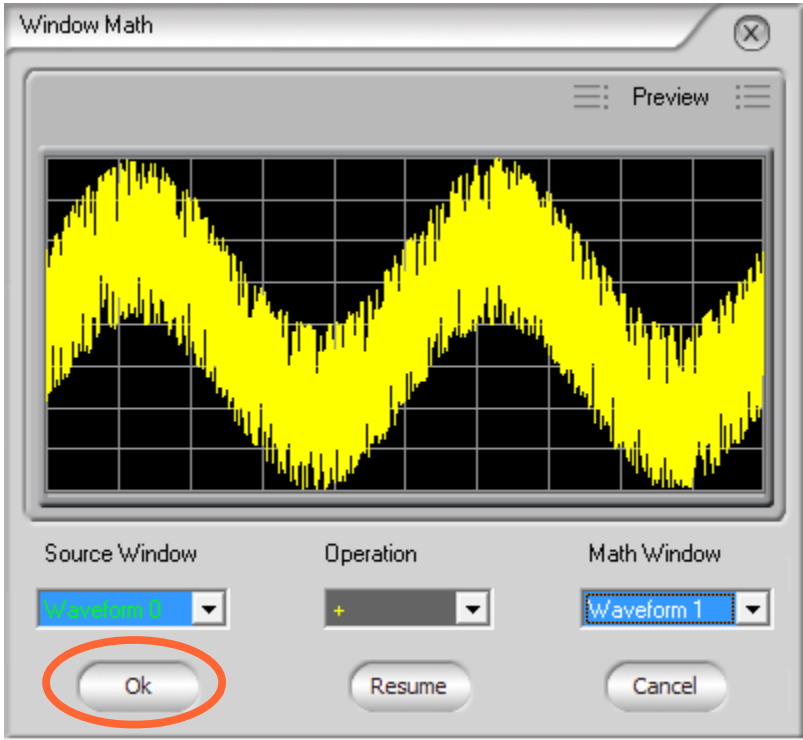 Window Math
Preview
Source Window Operation Math Window
Waveform 0 + Waveform 1
Ok Resume Cancel